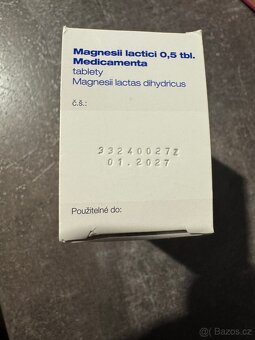 Magnesii lactici 0,5 tbl.
Medicamenta
tablety
Magnesii lactas dihydricus
č.š.:
33240027Z
01.2027
Použitelné do:
Bazos.cz